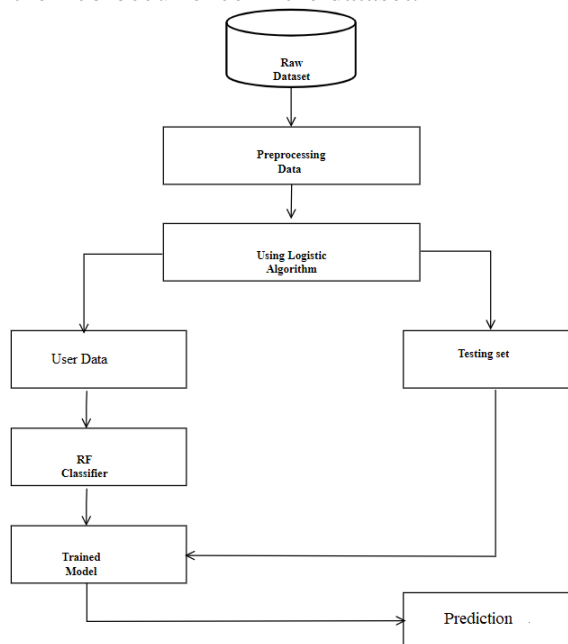 Raw
Dataset
Preprocessing
Data
Using Logistic
Algorithm
User Data
Testing set
RF
Classifier
Trained
Model
Prediction